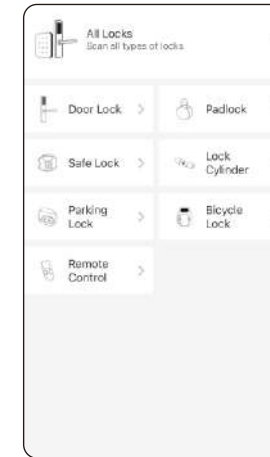 All Locks
Scan all types of locks
Door Lock
Padlock
Safe Lock
Lock
Cylinder
Parking
Lock
Bicycle
Lock
Remote
Control